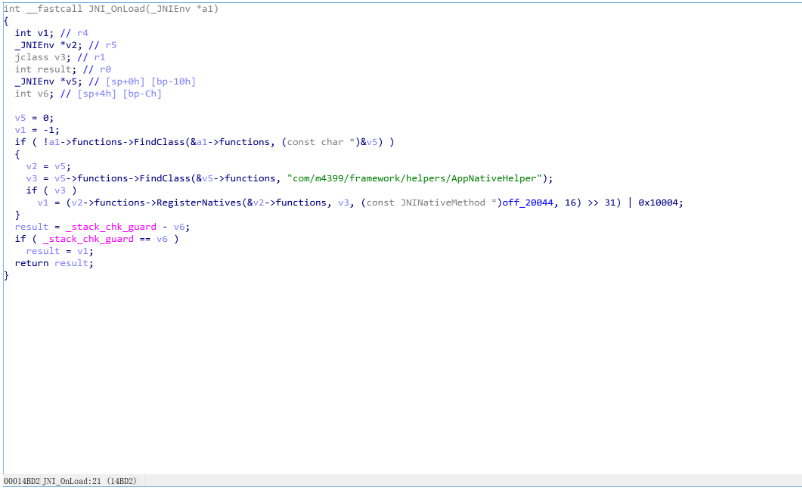 int __fastcall JNI_OnLoad(_JNIEnv *a1)
{
  int v1; // r4
  _JNIEnv *v2; // r5
  jclass v3; // r1
  int result; // r0
  _JNIEnv *v5; // [sp+0h] [bp-10h]
  int v6; // [sp+4h] [bp-Ch]

  v5 = 0;
  v1 = -1;
  if ( !a1->functions->FindClass(&a1->functions, (const char *)&v5) )
  {
    v2 = v5;
    v3 = v5->functions->FindClass(&v5->functions, "com/m4399/framework/helpers/AppNativeHelper");
    if ( v3 )
      v1 = (v2->functions->RegisterNatives(&v2->functions, v3, (const JNINativeMethod *)off_20044, 16) >> 31) | 0x10004;
  }
  result = _stack_chk_guard - v6;
  if ( _stack_chk_guard == v6 )
    result = v1;
  return result;
}
00014BD2 JNI_OnLoad:21 (14BD2)